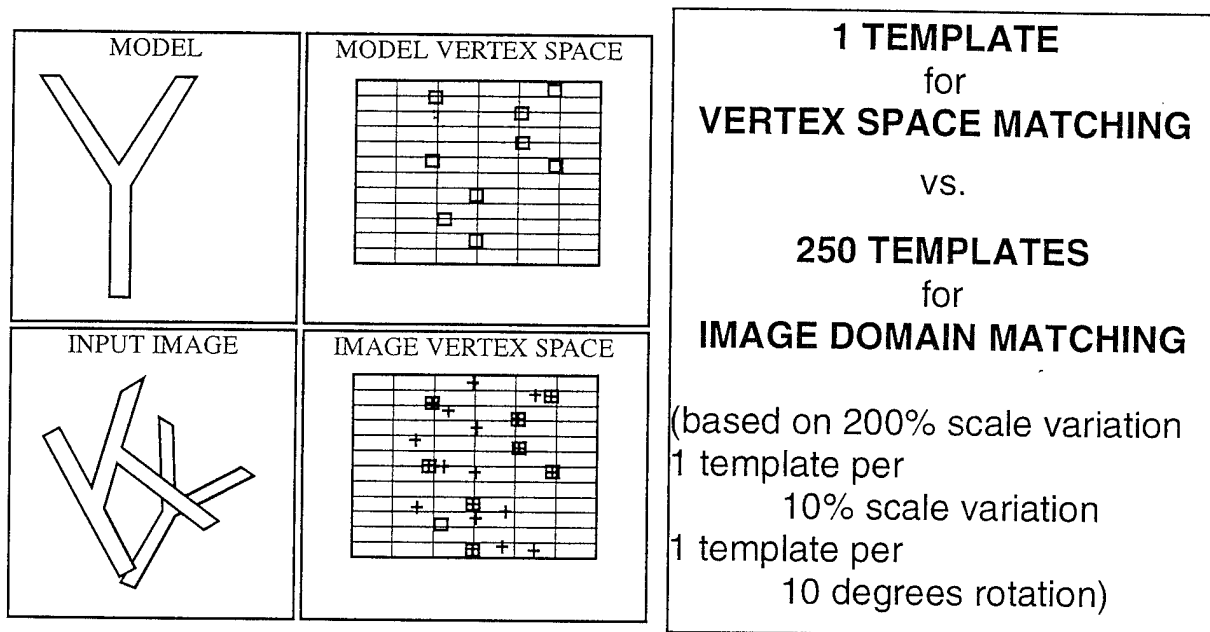 MODEL
MODEL VERTEX SPACE
INPUT IMAGE
IMAGE VERTEX SPACE
1 TEMPLATE
for
VERTEX SPACE MATCHING
vs.
250 TEMPLATES
for
IMAGE DOMAIN MATCHING
(based on 200% scale variation
1 template per
10% scale variation
1 template per
10 degrees rotation)